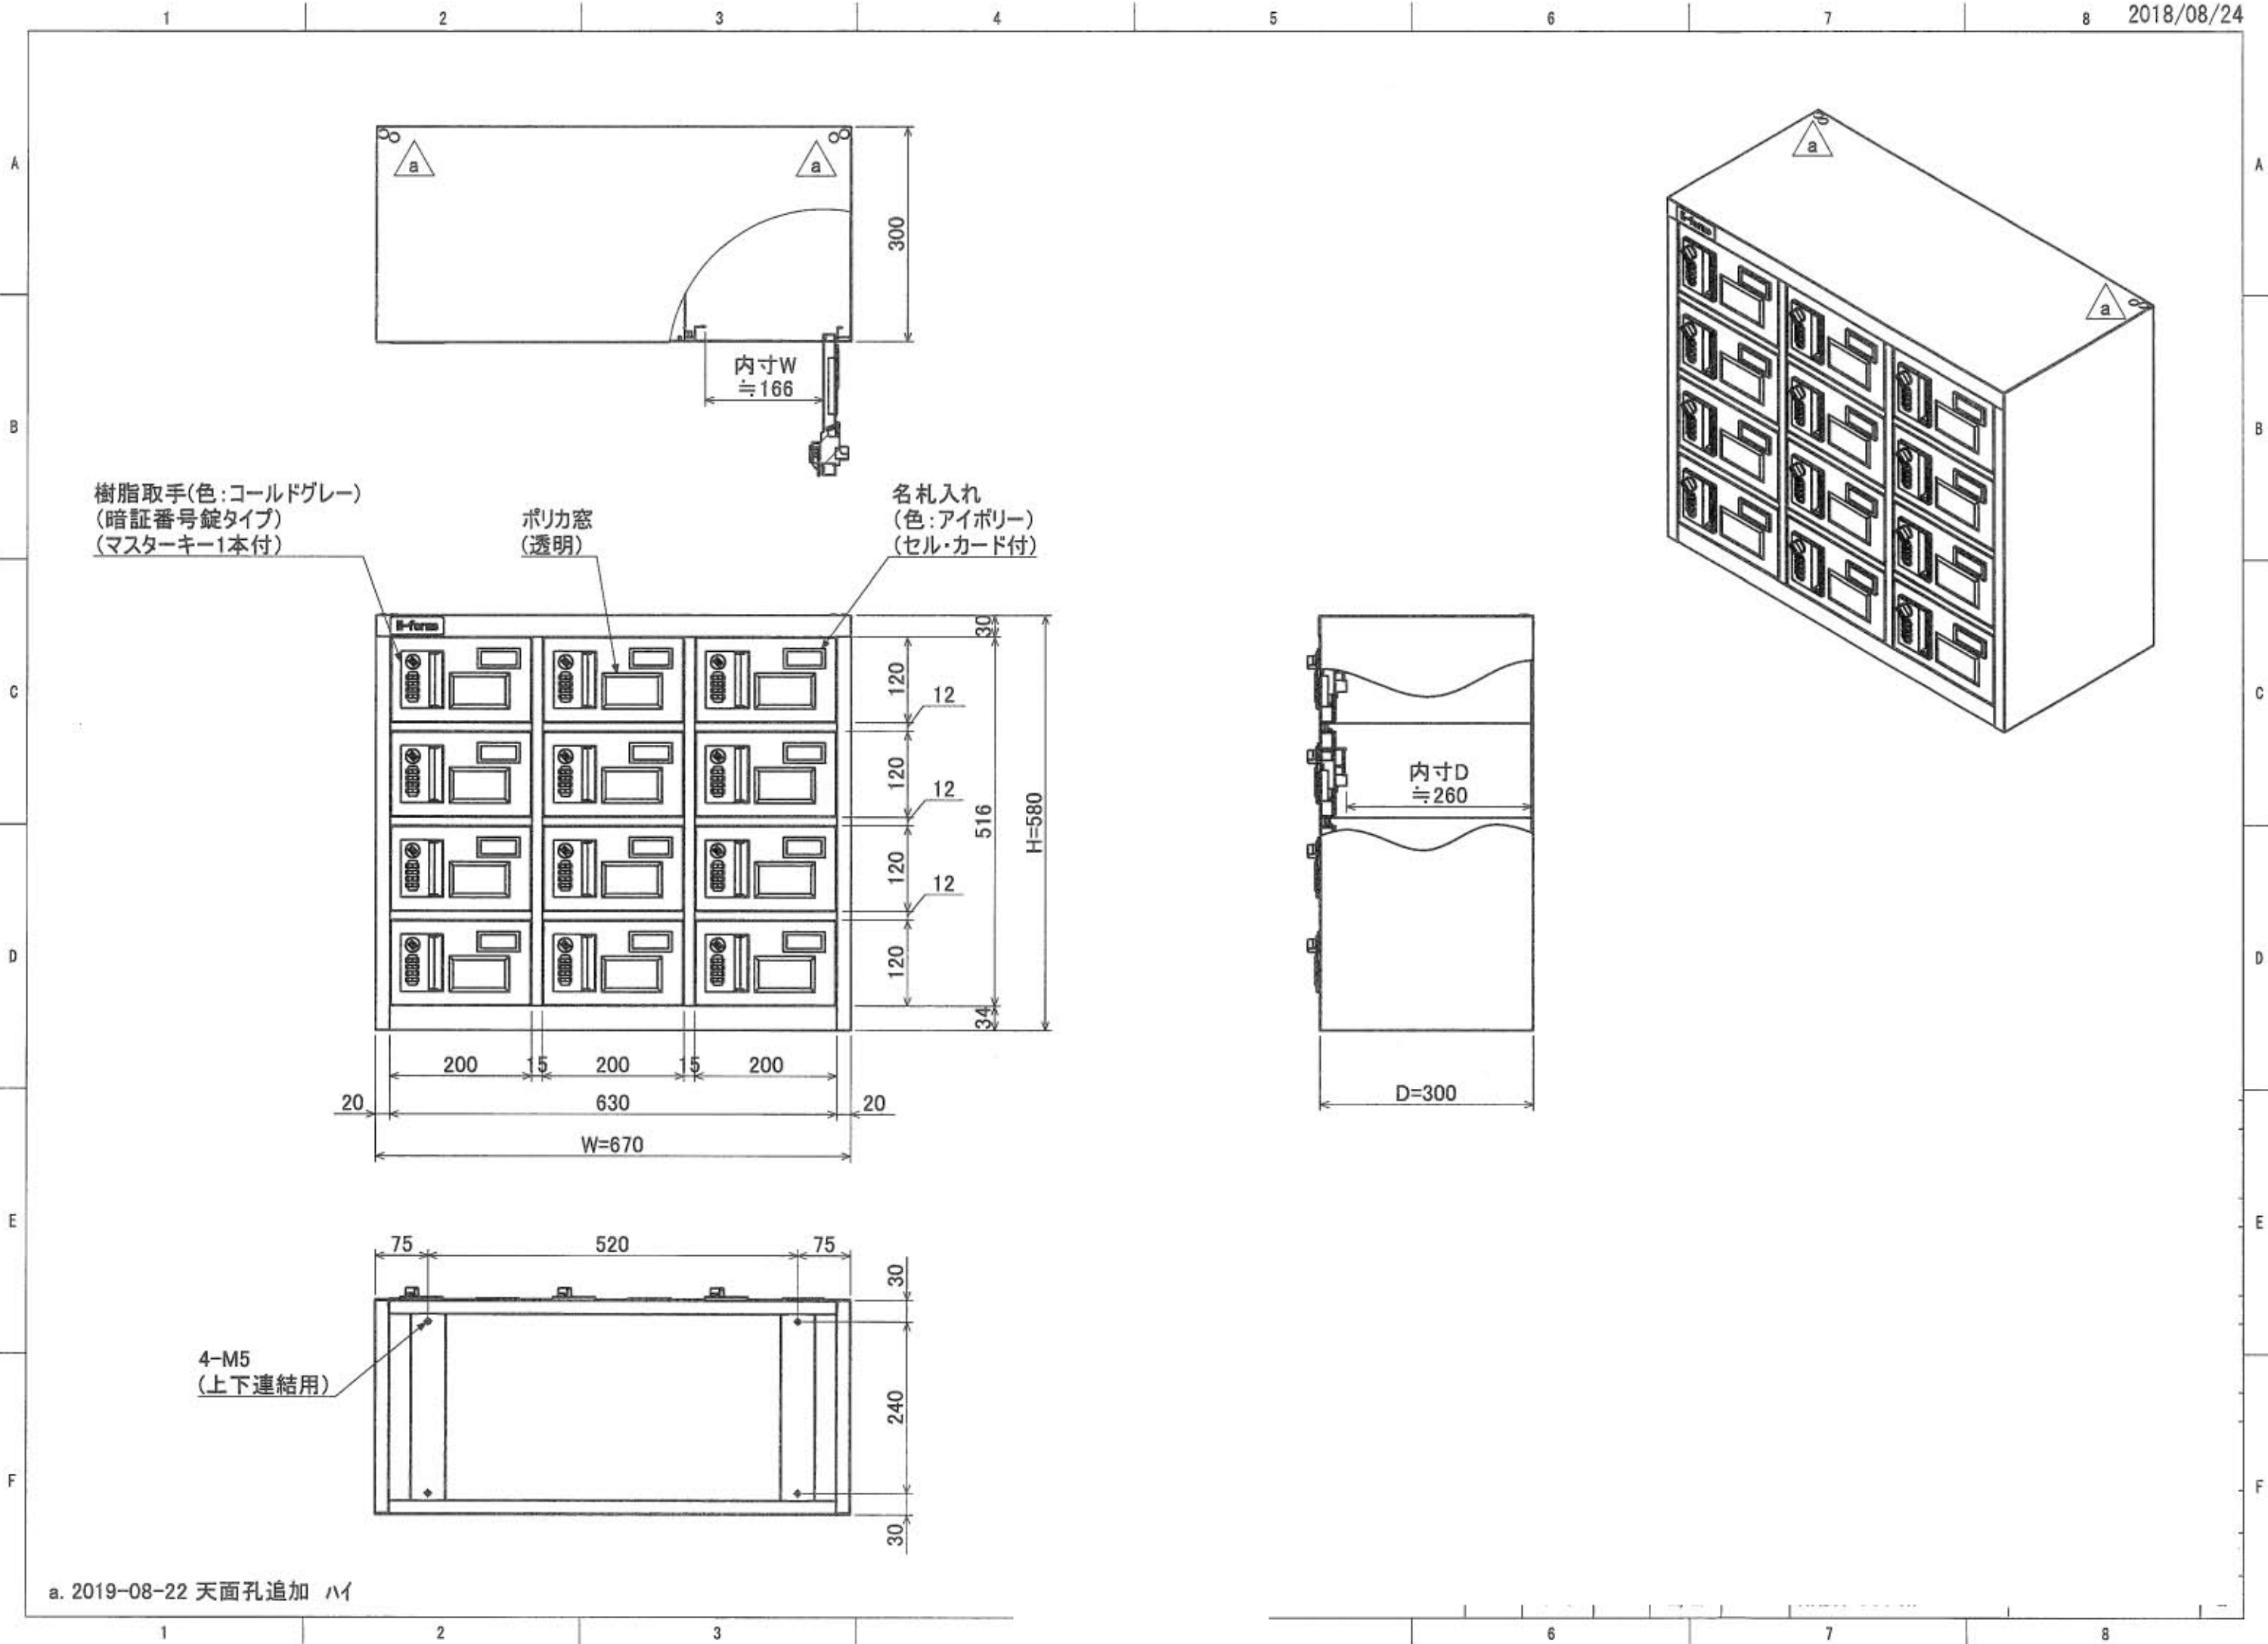 1 2 3 4 5 6 7 8 2018/08/24
A
B
C
D
E
F
A
B
C
D
E
F
a
a
300
内寸W
≒166
a
a
樹脂取手(色:コールドグレー)
(暗証番号錠タイプ)
(マスターキー1本付)
ポリカ窓
(透明)
名札入れ
(色:アイボリー)
(セル・カード付)
30
120
12
120
12
120
12
120
516
34
H=580
200 15 200 15 200
20 630 20
W=670
内寸D
≒260
D=300
75 520 75
30
240
30
4-M5
(上下連結用)
a. 2019-08-22 天面孔追加 ハイ
1 2 3 6 7 8